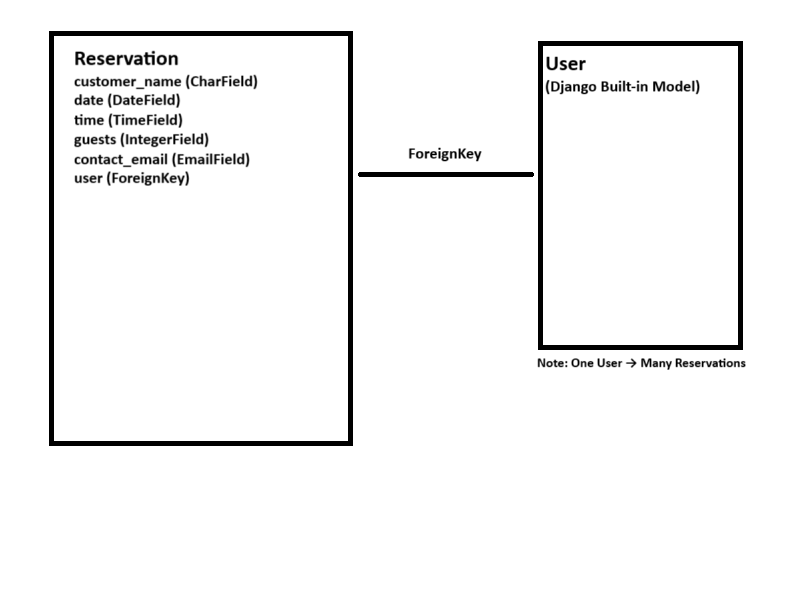 Reservation
customer_name (CharField)
date (DateField)
time (TimeField)
guests (IntegerField)
contact_email (EmailField)
user (ForeignKey)
ForeignKey
User
(Django Built-in Model)
Note: One User → Many Reservations